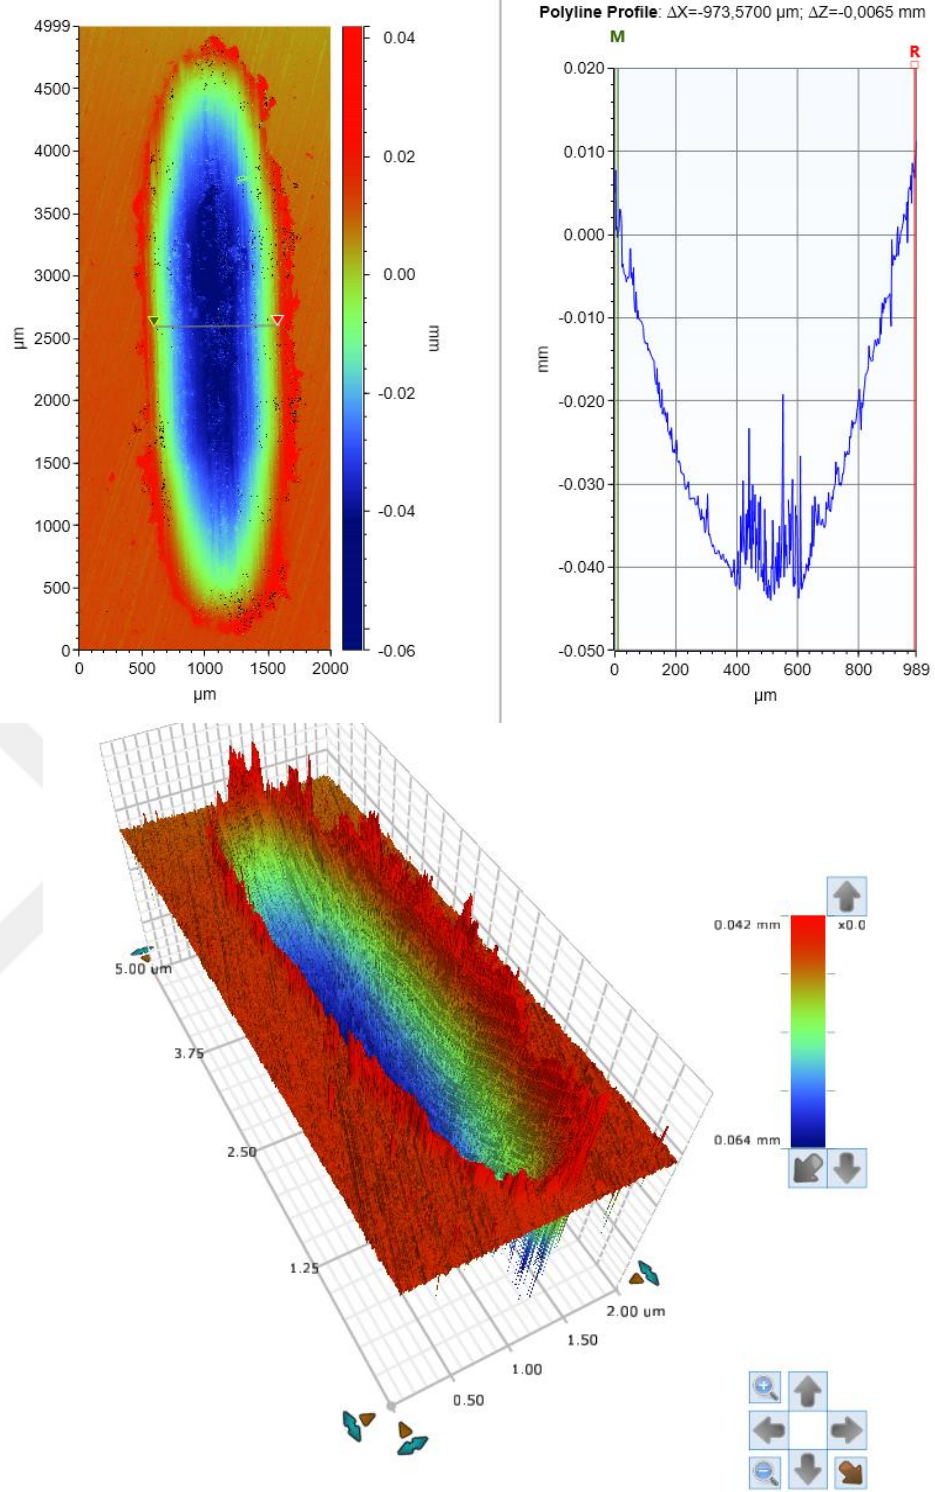 Polyline Profile: ΔX=-973,5700 µm; ΔZ=-0,0065 mm
M
R
4999
4500
4000
3500
3000
2500
2000
1500
1000
500
0
µm
0 500 1000 1500 2000
µm
0.04
0.02
0.00
-0.02
-0.04
-0.06
mm
0.020
0.010
0.000
-0.010
-0.020
-0.030
-0.040
-0.050
mm
0 200 400 600 800 989
µm
5.00 um
3.75
2.50
1.25
0.50
1.00
1.50
2.00 um
0.042 mm
x0.0
0.064 mm